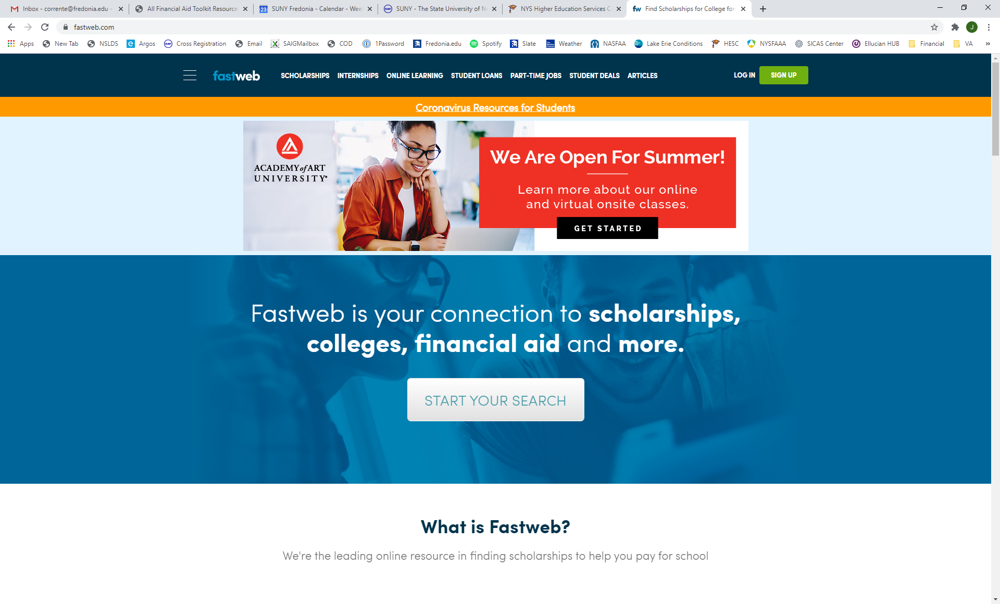 Inbox - corrente@fredonia.edu -
All Financial Aid Toolkit Resource
SUNY Fredonia - Calendar - Wee
SUNY - The State University of N
NYS Higher Education Services C
fw Find Scholarships for College for
fastweb.com
J
Apps
New Tab
NSLDS
Argos
Cross Registration
Email
SAIGMailbox
COD
1Password
Fredonia.edu
Spotify
Slate
Weather
NASFAA
Lake Erie Conditions
HESC
NYSFAAA
SICAS Center
Ellucian HUB
Financial
VA
»
fastweb
SCHOLARSHIPS
INTERNSHIPS
ONLINE LEARNING
STUDENT LOANS
PART-TIME JOBS
STUDENT DEALS
ARTICLES
LOG IN
SIGN UP
Coronavirus Resources for Students
ACADEMY of ART
UNIVERSITY
We Are Open For Summer!
Learn more about our online
and virtual onsite classes.
GET STARTED
Fastweb is your connection to scholarships,
colleges, financial aid and more.
START YOUR SEARCH
What is Fastweb?
We're the leading online resource in finding scholarships to help you pay for school